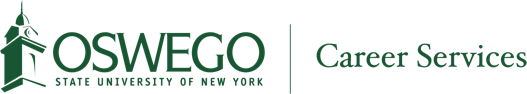 OSWEGO
STATE UNIVERSITY OF NEW YORK
Career Services